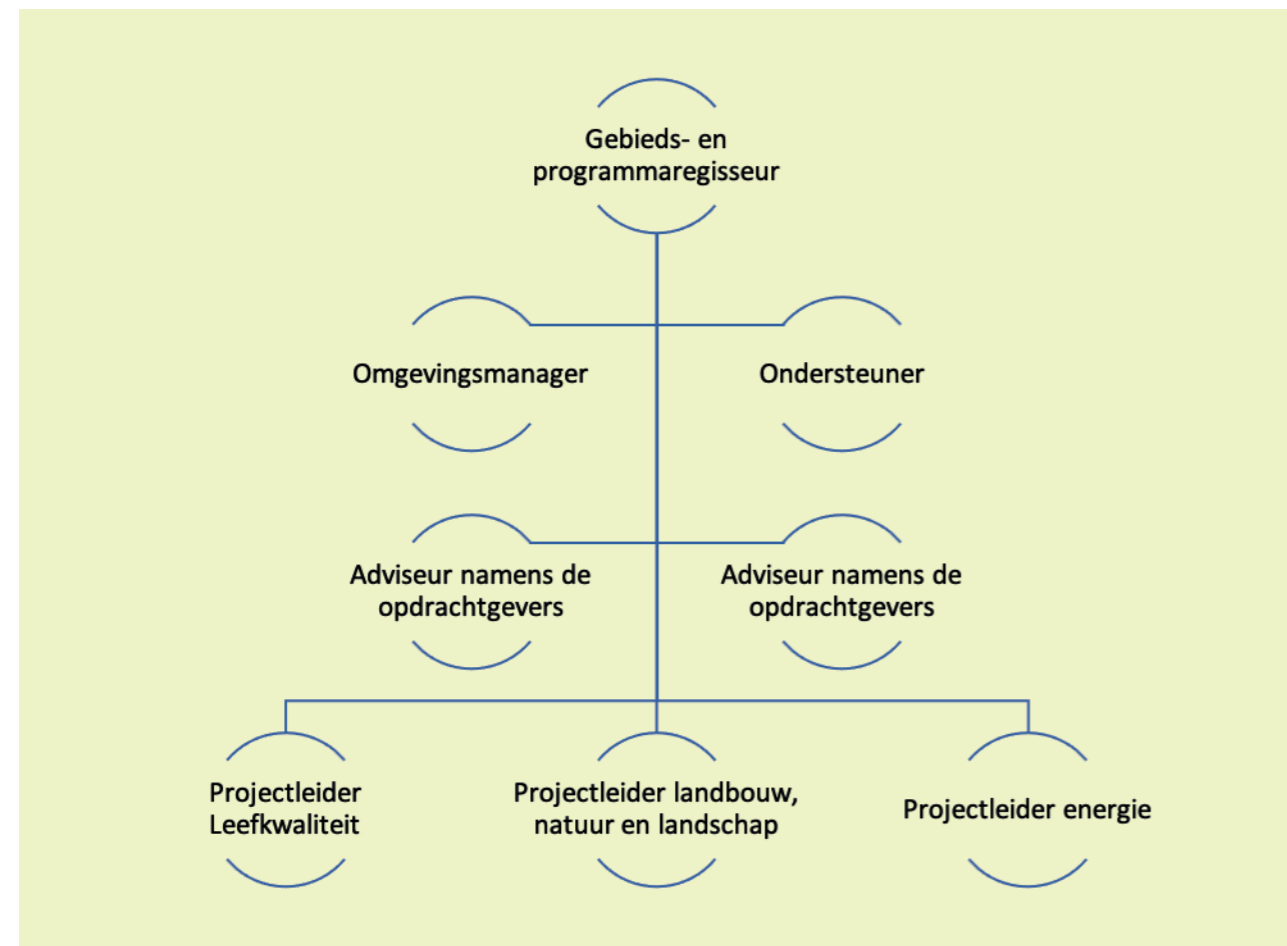 Gebieds- en
programmaregisseur
Omgevingsmanager
Ondersteuner
Adviseur namens de
opdrachtgevers
Adviseur namens de
opdrachtgevers
Projectleider
Leefkwaliteit
Projectleider landbouw,
natuur en landschap
Projectleider energie